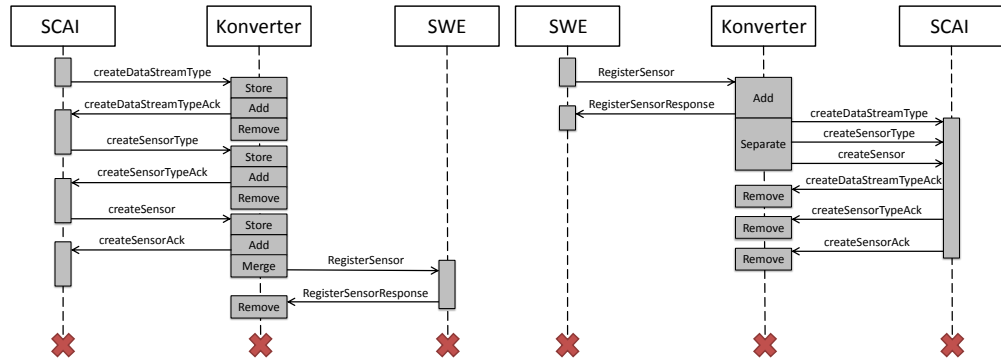 SCAI
Konverter
SWE
createDataStreamType
Store
createDataStreamTypeAck
Add
Remove
createSensorType
Store
createSensorTypeAck
Add
Remove
createSensor
Store
createSensorAck
Add
Merge
RegisterSensor
RegisterSensorResponse
Remove
SWE
Konverter
SCAI
RegisterSensor
Add
RegisterSensorResponse
createDataStreamType
Separate
createSensorType
createSensor
createDataStreamTypeAck
Remove
createSensorTypeAck
Remove
createSensorAck
Remove